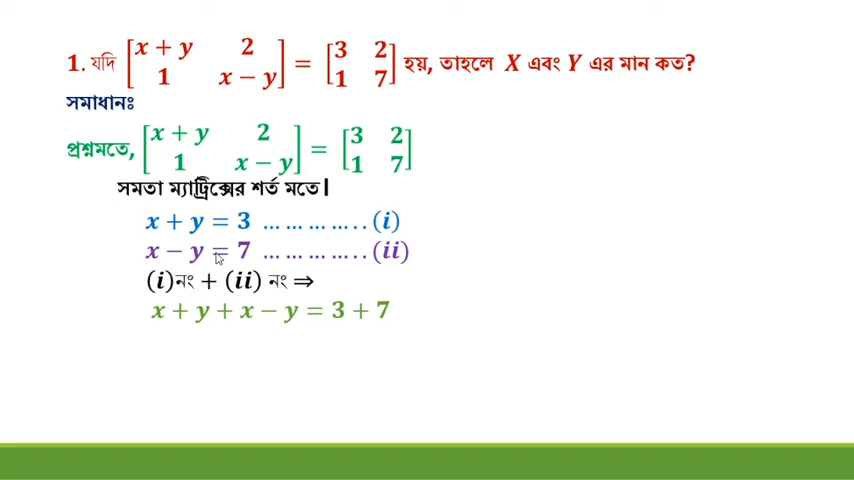 1. যদি [x + y 2 1 x − y] = [3 2 1 7] হয়, তাহলে X এবং Y এর মান কত?
সমাধানঃ
প্রশ্নমতে, [x + y 2 1 x − y] = [3 2 1 7]
সমতা ম্যাট্রিক্সের শর্ত মতে।
x + y = 3 … … … … . . (i)
x − y = 7 … … … … . . (ii)
(i)নং + (ii) নং ⇒
x + y + x − y = 3 + 7